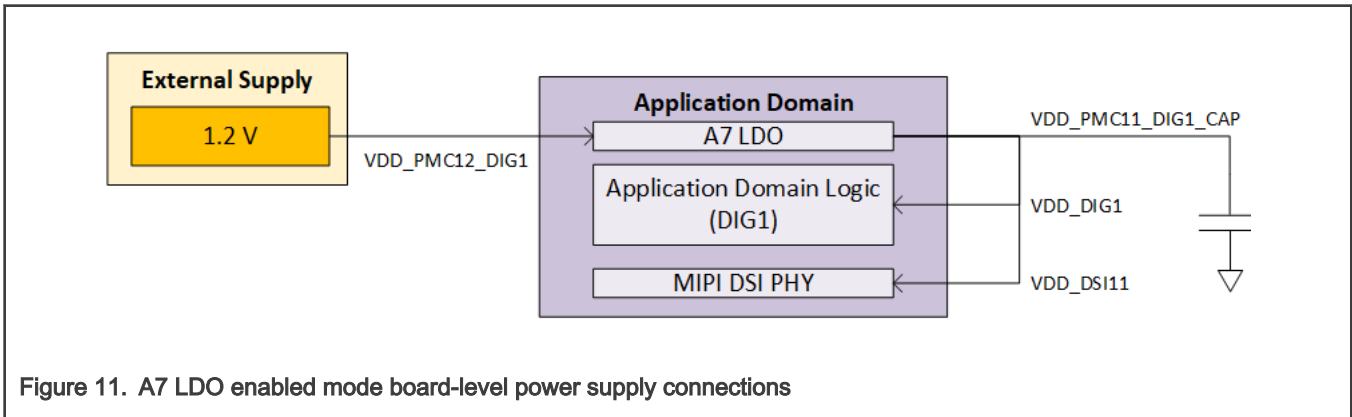 External Supply
1.2 V
VDD_PMC12_DIG1
Application Domain
A7 LDO
Application Domain Logic
(DIG1)
MIPI DSI PHY
VDD_PMC11_DIG1_CAP
VDD_DIG1
VDD_DSI11
Figure 11. A7 LDO enabled mode board-level power supply connections